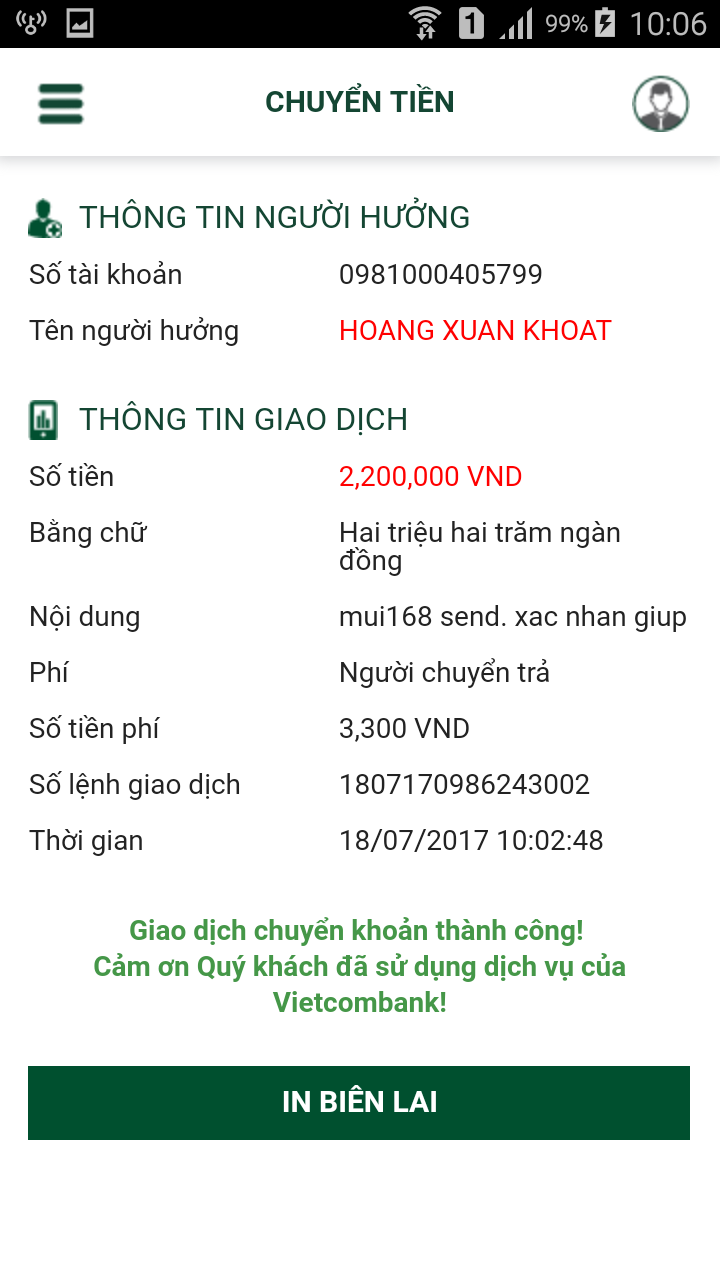 99% 10:06
CHUYỂN TIỀN
THÔNG TIN NGƯỜI HƯỞNG
Số tài khoản 0981000405799
Tên người hưởng HOANG XUAN KHOAT
THÔNG TIN GIAO DỊCH
Số tiền 2,200,000 VND
Bằng chữ Hai triệu hai trăm ngàn
đồng
Nội dung mui168 send. xac nhan giup
Phí Người chuyển trả
Số tiền phí 3,300 VND
Số lệnh giao dịch 1807170986243002
Thời gian 18/07/2017 10:02:48
Giao dịch chuyển khoản thành công!
Cảm ơn Quý khách đã sử dụng dịch vụ của
Vietcombank!
IN BIÊN LAI